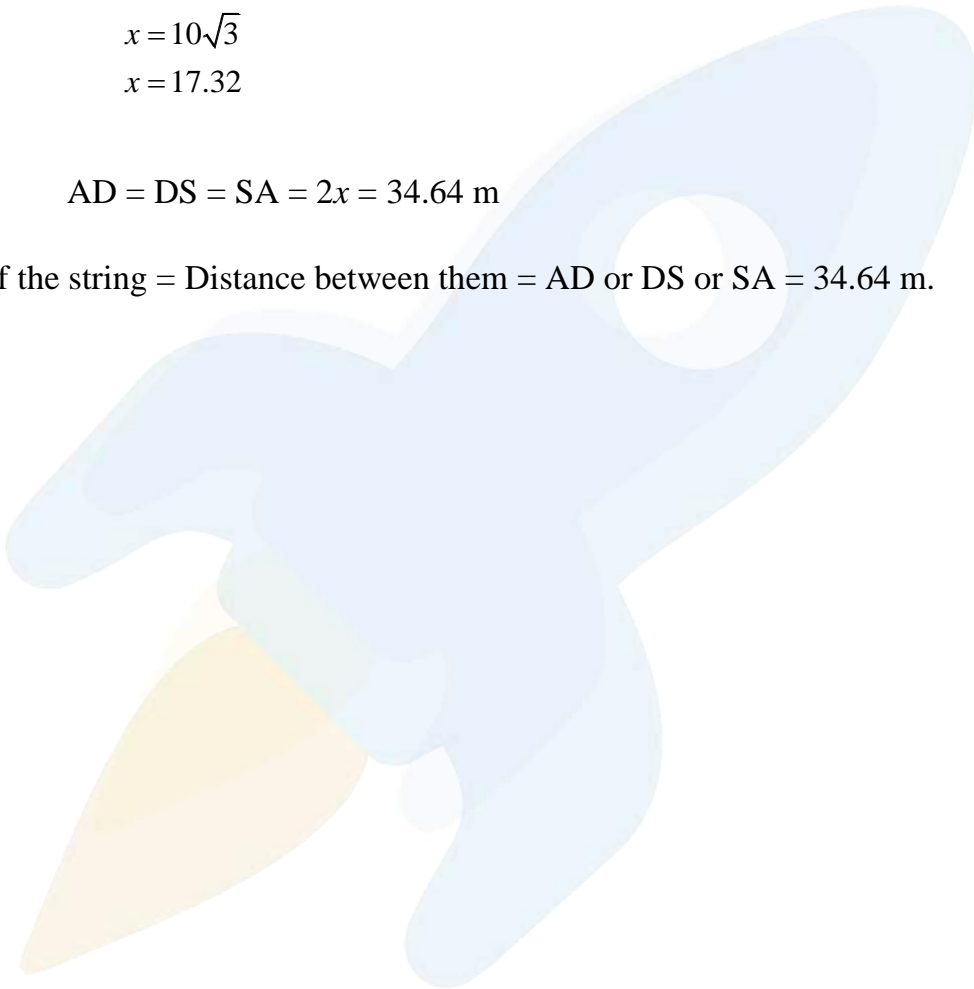 x = 10√3
x = 17.32
AD = DS = SA = 2x = 34.64 m
f the string = Distance between them = AD or DS or SA = 34.64 m.